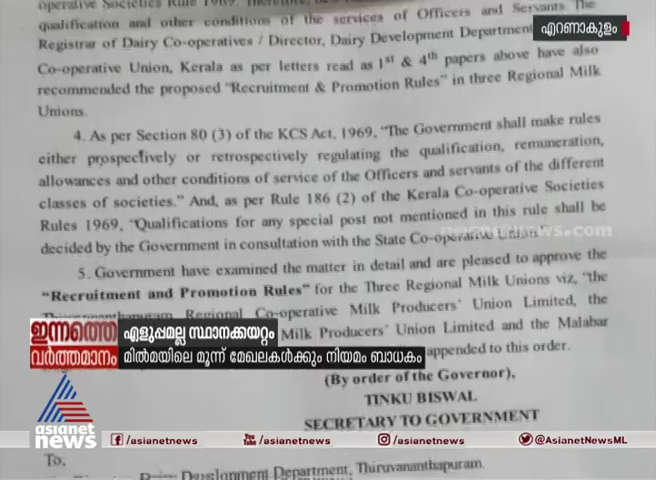 operative Societies Rule 1969.
qualification and other conditions of the services of Officers and Servants The
Registrar of Dairy Co-operatives / Director, Dairy Development Department
Co-operative Union, Kerala as per letters read as 1st & 4th papers above have also
recommended the proposed "Recruitment & Promotion Rules" in three Regional Milk
Unions.
4. As per Section 80 (3) of the KCS Act, 1969, "The Government shall make rules
either prospectively or retrospectively regulating the qualification, remuneration,
allowances and other conditions of service of the Officers and servants of the different
classes of societies." And, as per Rule 186 (2) of the Kerala Co-operative Societies
Rules 1969, "Qualifications for any special post not mentioned in this rule shall be
decided by the Government in consultation with the State Co-operative Union
5. Government have examined the matter in detail and are pleased to approve the
"Recruitment and Promotion Rules" for the Three Regional Milk Unions viz, "the
Thiruvananthapuram Regional Co-operative Milk Producers' Union Limited, the
Milk Producers' Union Limited and the Malabar
appended to this order.
(By order of the Governor),
TINKU BISWAL
SECRETARY TO GOVERNMENT
To,
Dairy Development Department, Thiruvananthapuram.
എറണാകുളം
asianetnews.com
ഇന്നത്തെ വർത്തമാനം
എളുപ്പമല്ല സ്ഥാനക്കയറ്റം
മിൽമയിലെ മൂന്ന് മേഖലകൾക്കും നിയമം ബാധകം
asianet news
/asianetnews
You Tube /asianetnews
/asianetnews
@AsianetNewsML